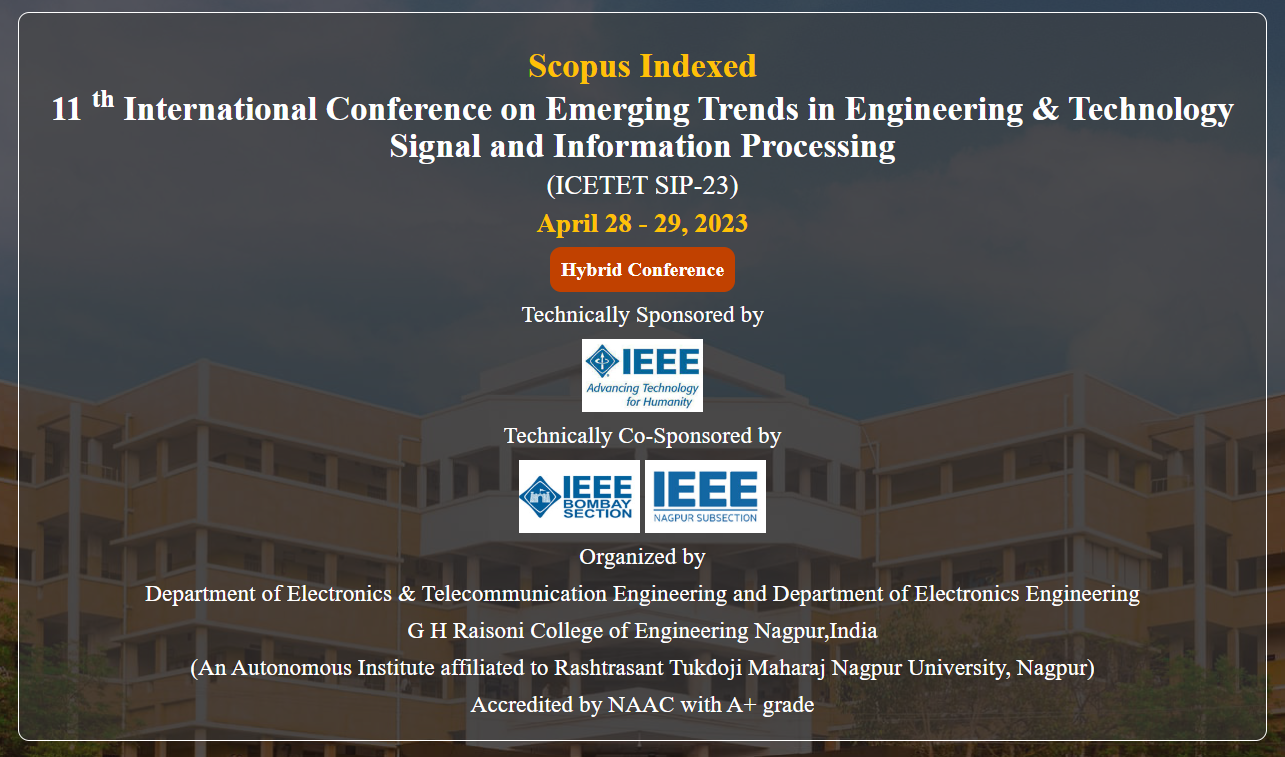 Scopus Indexed
11 th International Conference on Emerging Trends in Engineering & Technology
Signal and Information Processing
(ICETET SIP-23)
April 28 - 29, 2023
Hybrid Conference
Technically Sponsored by
IEEE
Advancing Technology
for Humanity
Technically Co-Sponsored by
IEEE
BOMBAY
SECTION
IEEE
NAGPUR SUBSECTION
Organized by
Department of Electronics & Telecommunication Engineering and Department of Electronics Engineering
G H Raisoni College of Engineering Nagpur,India
(An Autonomous Institute affiliated to Rashtrasant Tukdoji Maharaj Nagpur University, Nagpur)
Accredited by NAAC with A+ grade